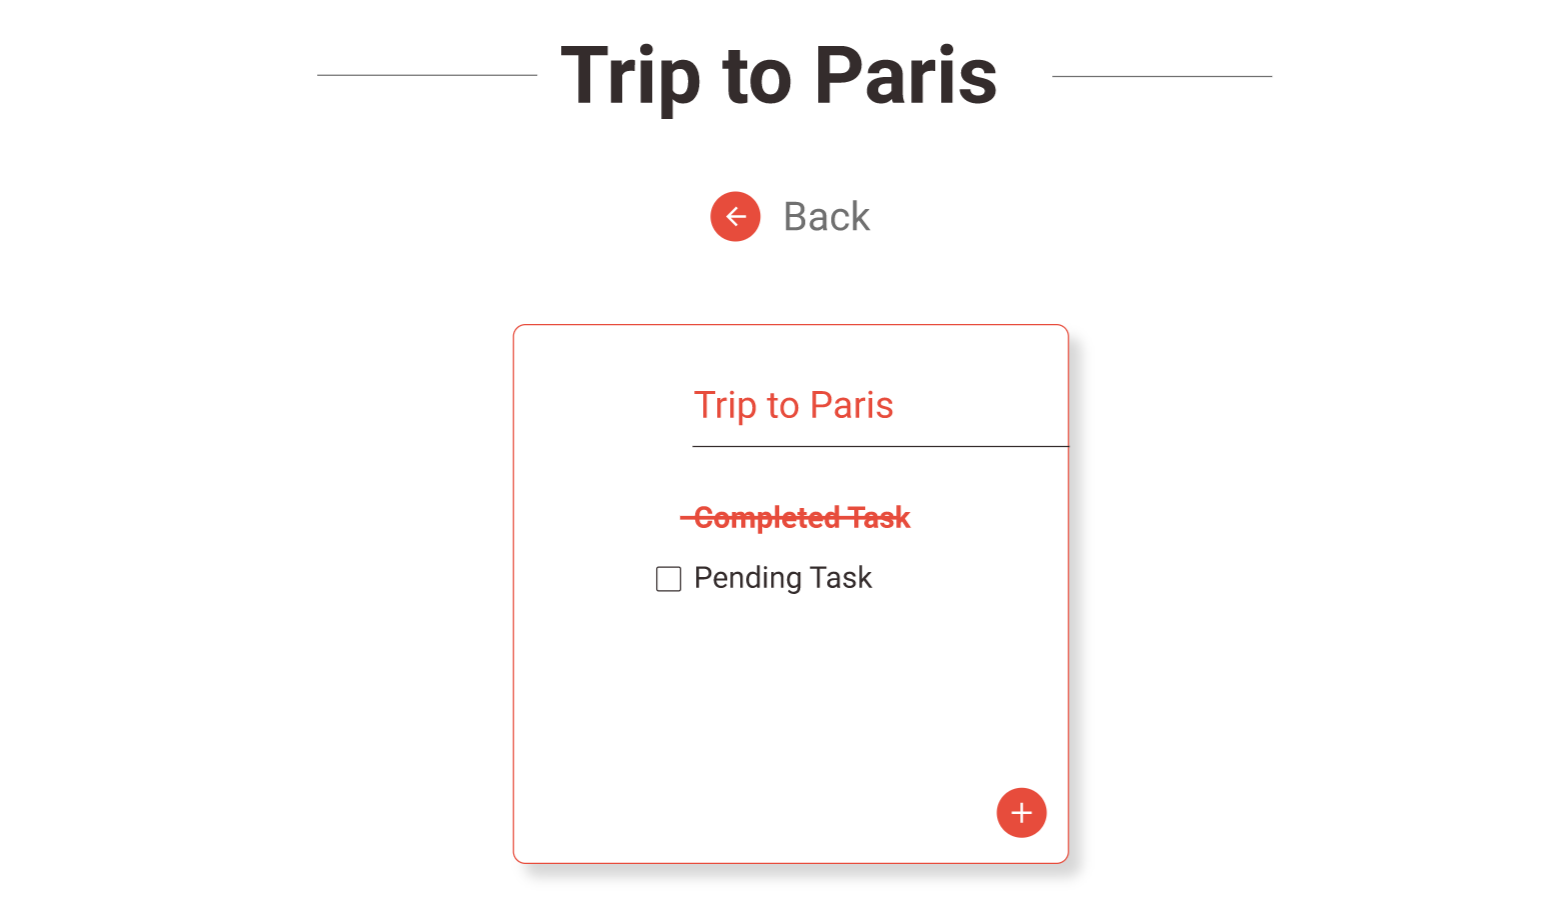 Trip to Paris
Back
Trip to Paris
Completed Task
Pending Task